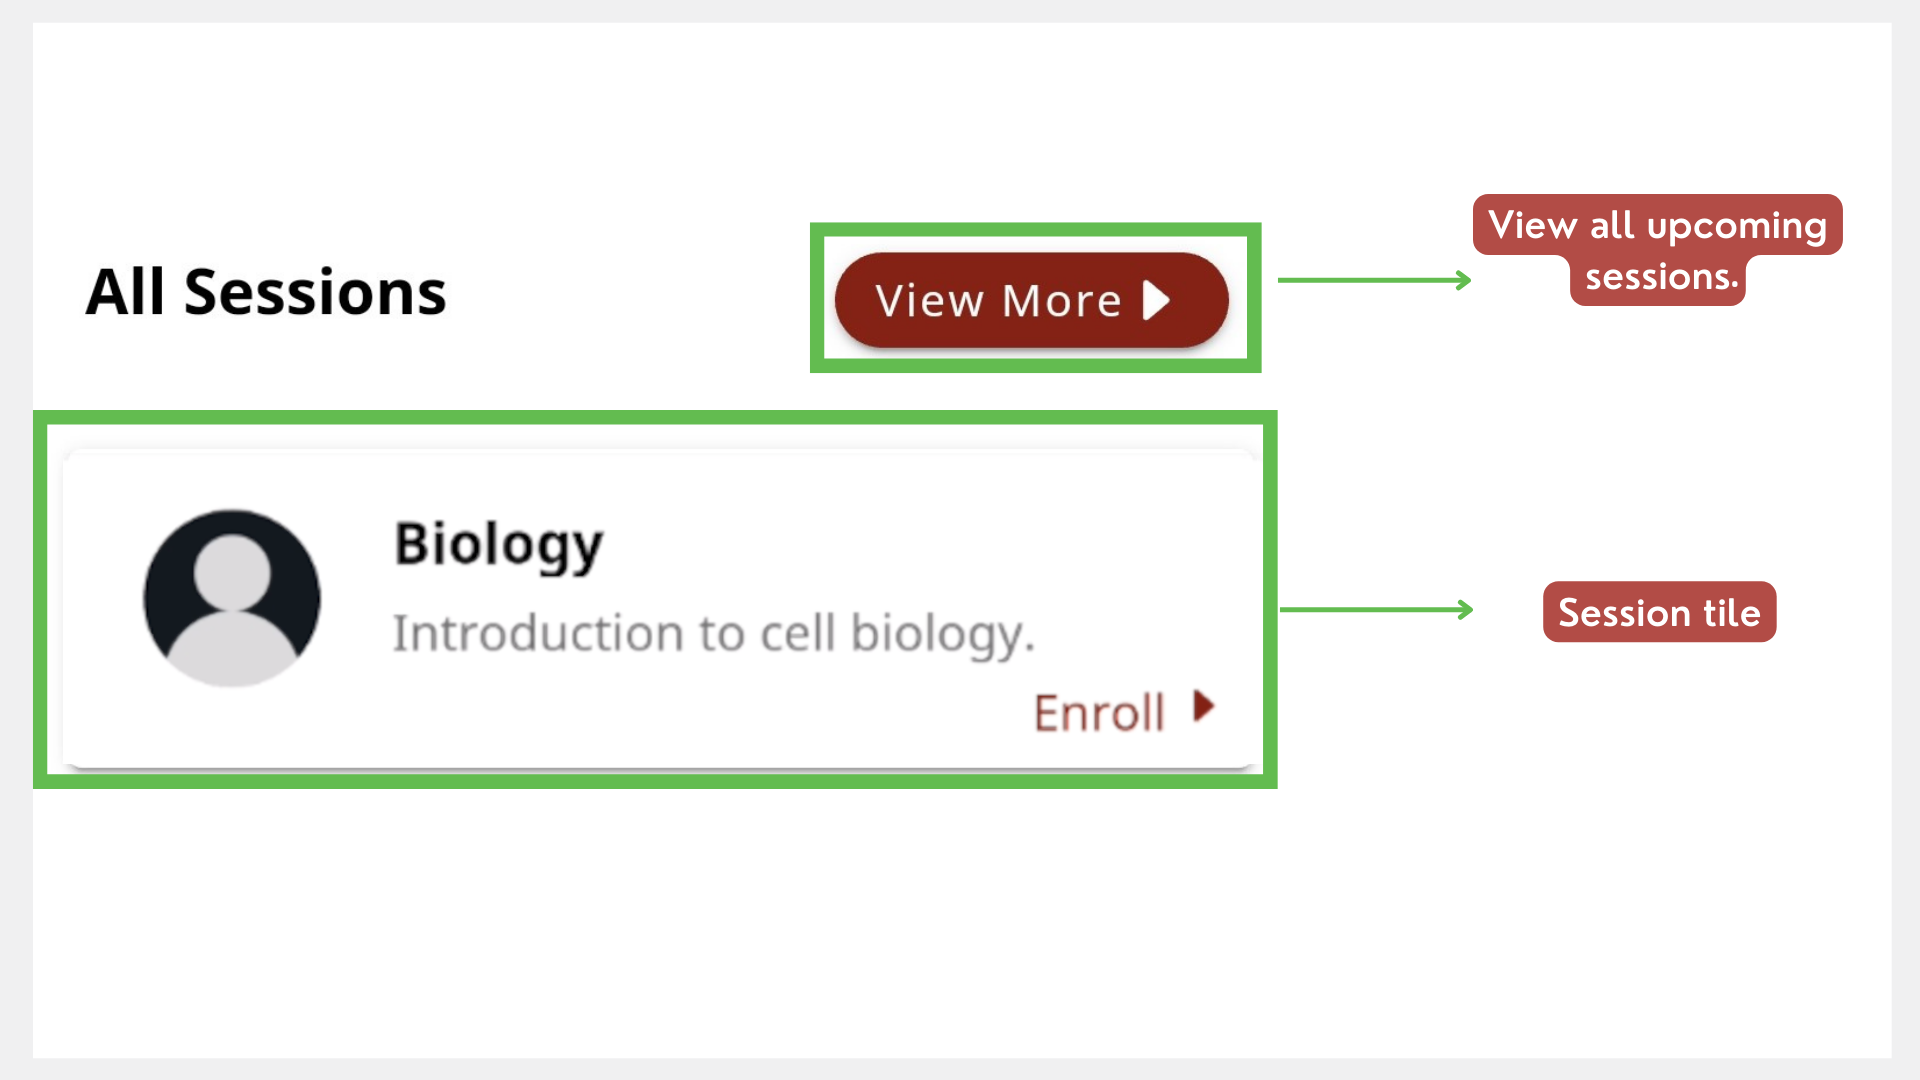 All Sessions
View More
View all upcoming
sessions.
Biology
Introduction to cell biology.
Enroll
Session tile